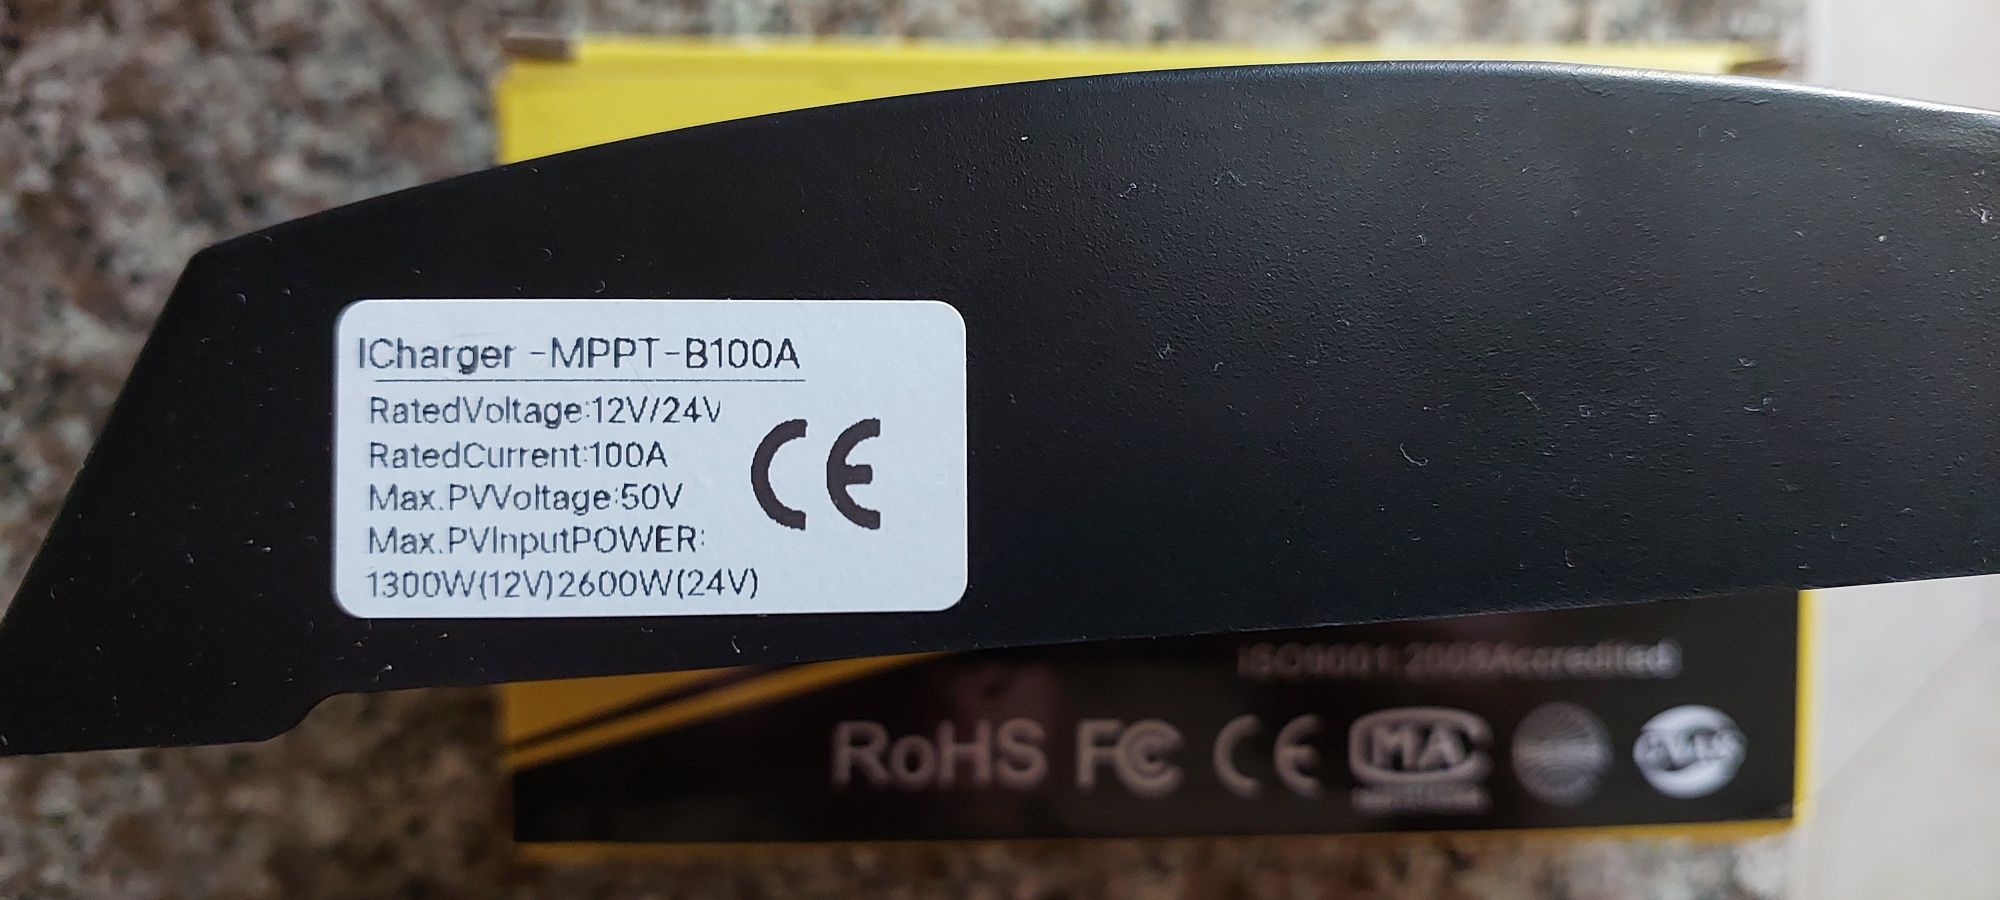 ICharger -MPPT-B100A
RatedVoltage:12V/24V
RatedCurrent:100A
Max.PVVoltage:50V
Max.PVInputPOWER:
1300W(12V)2600W(24V)
CE
ISO9001:2008Accredited
RoHS FC CE MA